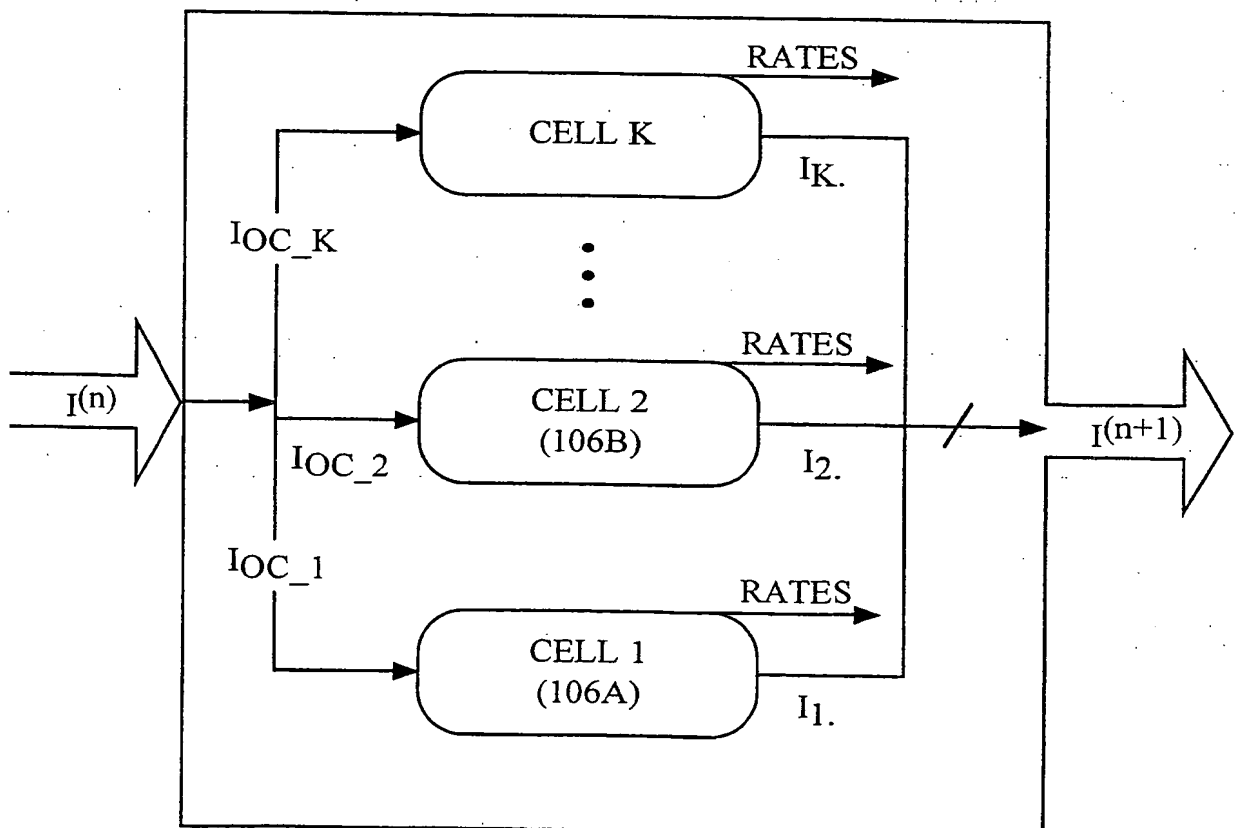 RATES
CELL K
I_K.
I_OC_K
RATES
I^(n)
CELL 2
(106B)
I^(n+1)
I_OC_2
I_2.
I_OC_1
RATES
CELL 1
(106A)
I_1.